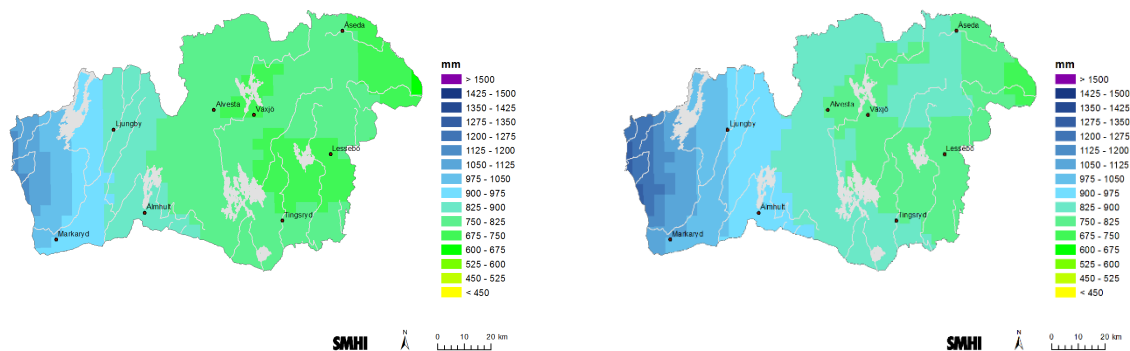 Åseda
Alvesta
Växjö
Ljungby
Lessebo
Älmhult
Tingsryd
Markaryd
mm
> 1500
1425 - 1500
1350 - 1425
1275 - 1350
1200 - 1275
1125 - 1200
1050 - 1125
975 - 1050
900 - 975
825 - 900
750 - 825
675 - 750
600 - 675
525 - 600
450 - 525
< 450
SMHI
N
0 10 20 km
Åseda
Alvesta
Växjö
Ljungby
Lessebo
Älmhult
Tingsryd
Markaryd
mm
> 1500
1425 - 1500
1350 - 1425
1275 - 1350
1200 - 1275
1125 - 1200
1050 - 1125
975 - 1050
900 - 975
825 - 900
750 - 825
675 - 750
600 - 675
525 - 600
450 - 525
< 450
SMHI
N
0 10 20 km